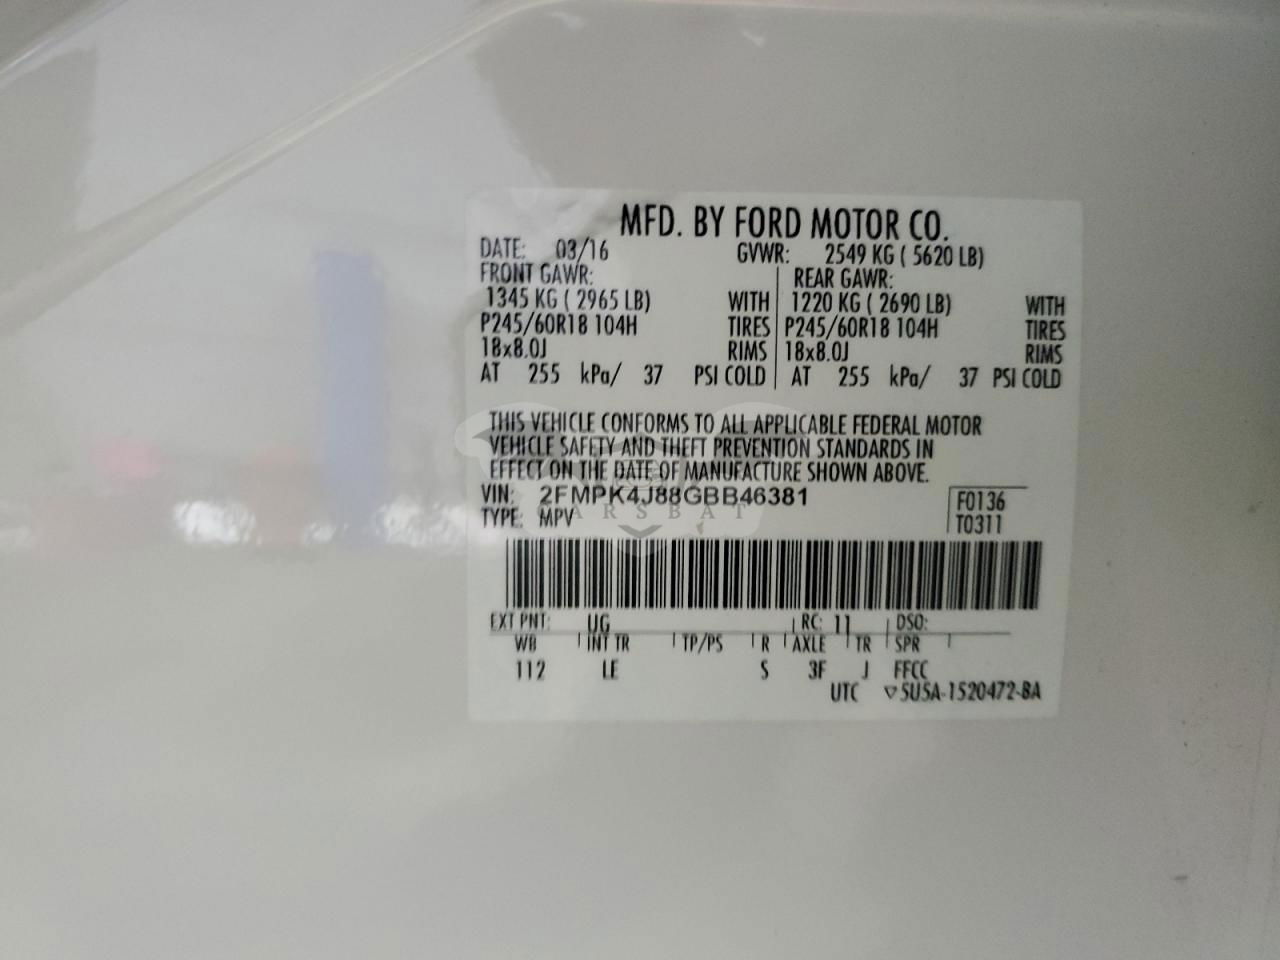 MFD. BY FORD MOTOR CO.
DATE: 03/16 GVWR: 2549 KG ( 5620 LB)
FRONT GAWR: REAR GAWR:
1345 KG ( 2965 LB) WITH 1220 KG ( 2690 LB) WITH
P245/60R18 104H TIRES P245/60R18 104H TIRES
18x8.0J RIMS 18x8.0J RIMS
AT 255 kPa/ 37 PSI COLD AT 255 kPa/ 37 PSI COLD
THIS VEHICLE CONFORMS TO ALL APPLICABLE FEDERAL MOTOR
VEHICLE SAFETY AND THEFT PREVENTION STANDARDS IN
EFFECT ON THE DATE OF MANUFACTURE SHOWN ABOVE.
VIN: 2FMPK4J88GBB46381 F0136
CARSBAT
TYPE: MPV T0311
EXT PNT: UG RC: 11 DSO:
WB INT TR TP/PS R AXLE TR SPR
112 LE S 3F J FFCC
UTC ▽5U5A-1520472-BA